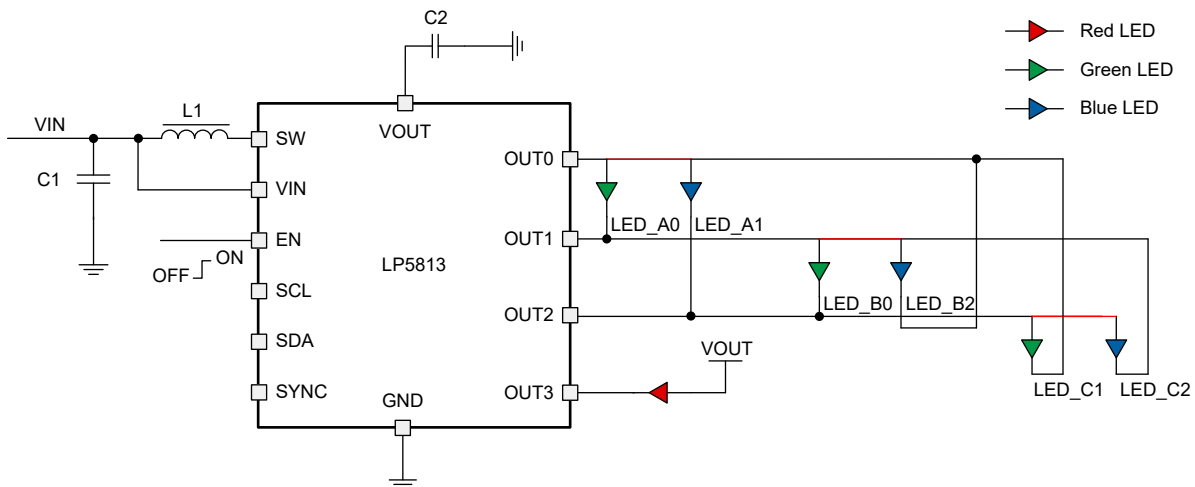 C2
Red LED
Green LED
Blue LED
VIN
L1
C1
SW
VOUT
OUT0
VIN
LED_A0
LED_A1
EN
OFF
ON
LP5813
OUT1
SCL
LED_B0
LED_B2
OUT2
SDA
VOUT
SYNC
GND
OUT3
LED_C1
LED_C2